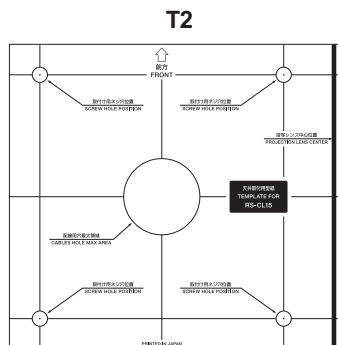 T2
前方
FRONT
取付け用ネジ穴位置
SCREW HOLE POSITION
取付け用ネジ穴位置
SCREW HOLE POSITION
投写レンズ中心位置
PROJECTION LENS CENTER
天井取付用型紙
TEMPLATE FOR
RS-CL15
配線用穴最大領域
CABLES HOLE MAX AREA
取付け用ネジ穴位置
SCREW HOLE POSITION
取付け用ネジ穴位置
SCREW HOLE POSITION
PRINTED IN JAPAN